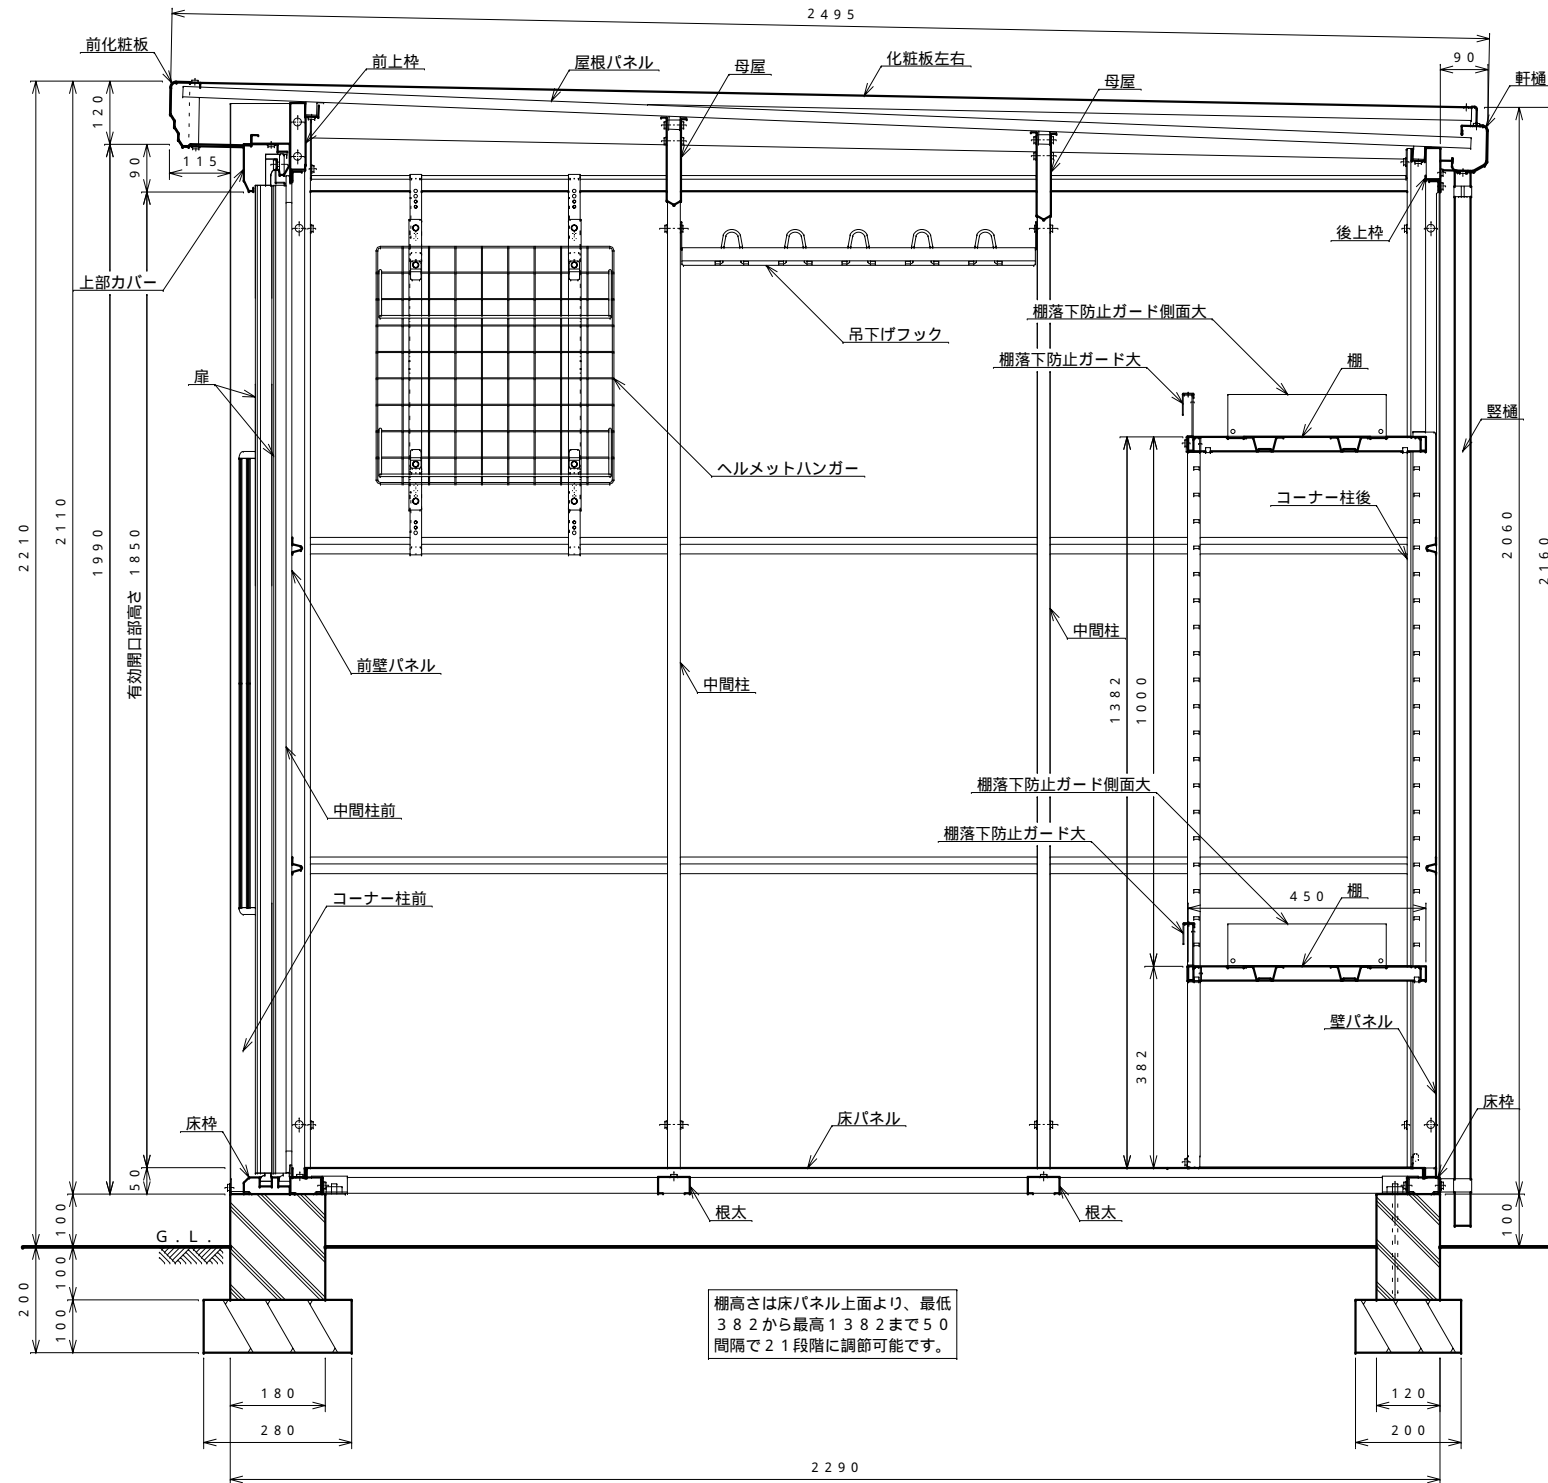 2495
前化粧板
前上枠
屋根パネル
母屋
化粧板左右
母屋
90
軒樋
120
115
90
上部カバー
後上枠
棚落下防止ガード側面大
吊下げフック
棚落下防止ガード大
棚
扉
竪樋
ヘルメットハンガー
コーナー柱後
2210
2110
1990
有効開口部高さ 1850
2060
2160
前壁パネル
中間柱
中間柱
1382
1000
棚落下防止ガード側面大
中間柱前
棚落下防止ガード大
コーナー柱前
450
棚
壁パネル
382
床枠
床パネル
床枠
50
根太
根太
100
100
G.L.
200
100
100
棚高さは床パネル上面より、最低
382から最高1382まで50
間隔で21段階に調節可能です。
180
120
280
200
2290